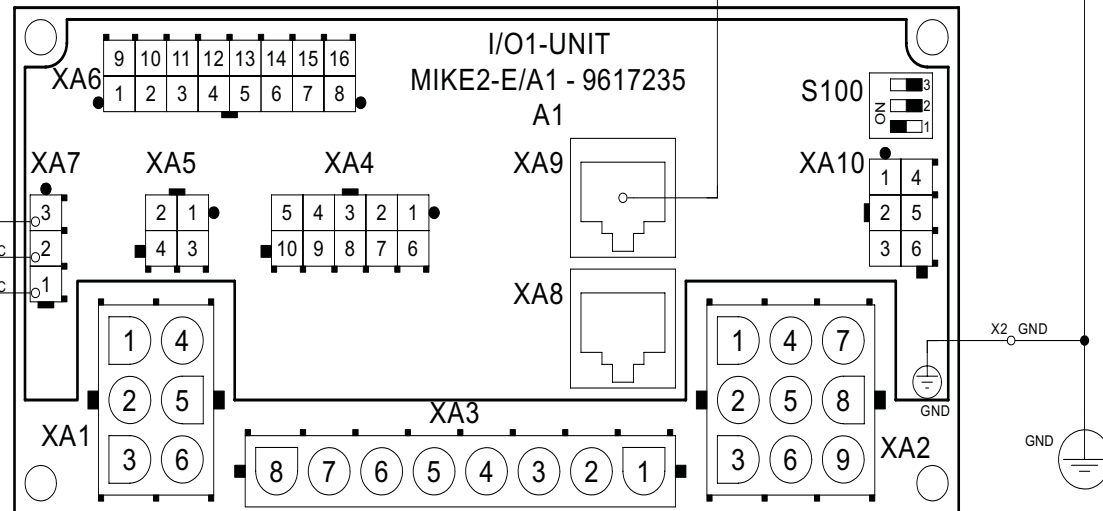 I/O1-UNIT
MIKE2-E/A1 - 9617235
A1
XA6
9 10 11 12 13 14 15 16
1 2 3 4 5 6 7 8
S100
ON
3
2
1
XA7
3
2
1
C
C
XA5
2 1
4 3
XA4
5 4 3 2 1
10 9 8 7 6
XA9
XA10
1 4
2 5
3 6
XA8
XA1
1 4
2 5
3 6
XA3
8 7 6 5 4 3 2 1
XA2
1 4 7
2 5 8
3 6 9
X2 GND
GND
GND